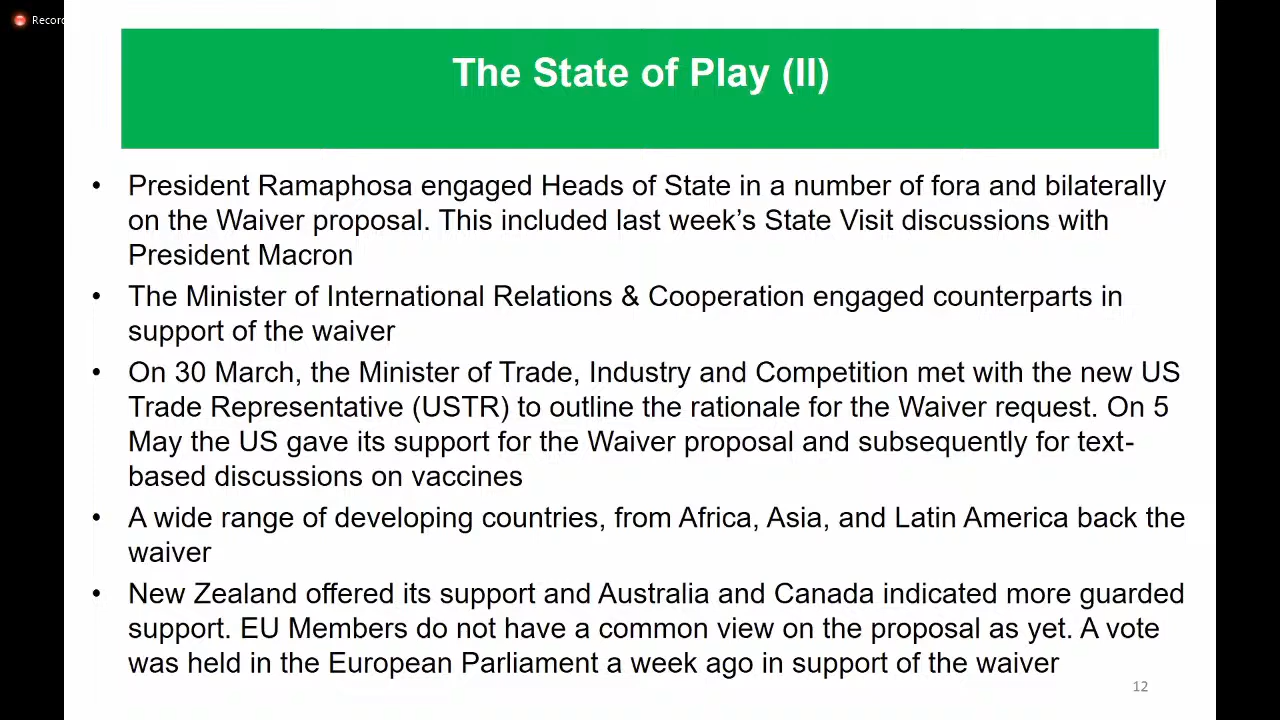 Recor
The State of Play (II)
• President Ramaphosa engaged Heads of State in a number of fora and bilaterally
on the Waiver proposal. This included last week’s State Visit discussions with
President Macron
• The Minister of International Relations & Cooperation engaged counterparts in
support of the waiver
• On 30 March, the Minister of Trade, Industry and Competition met with the new US
Trade Representative (USTR) to outline the rationale for the Waiver request. On 5
May the US gave its support for the Waiver proposal and subsequently for text-
based discussions on vaccines
• A wide range of developing countries, from Africa, Asia, and Latin America back the
waiver
• New Zealand offered its support and Australia and Canada indicated more guarded
support. EU Members do not have a common view on the proposal as yet. A vote
was held in the European Parliament a week ago in support of the waiver
12